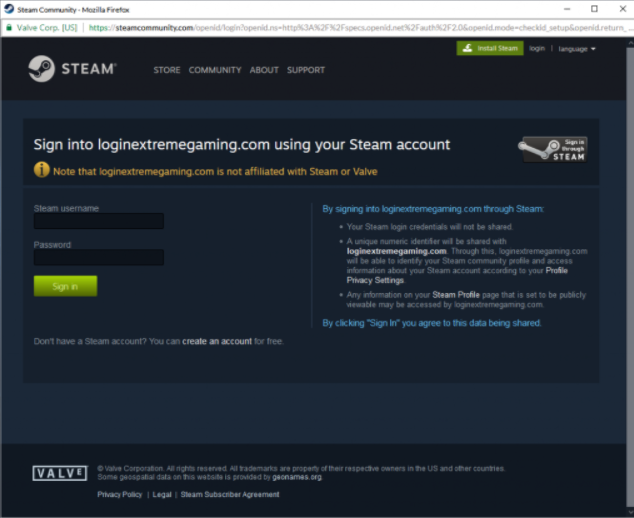 Steam Community - Mozilla Firefox
Valve Corp. [US] https://steamcommunity.com/openid/login?openid.ns=http%3A%2F%2Fspecs.openid.net%2Fauth%2F2.0&openid.mode=checkid_setup&openid.return_ ...
Install Steam login | language
STEAM®
STORE COMMUNITY ABOUT SUPPORT
Sign into loginextremegaming.com using your Steam account
Sign in
through
STEAM
Note that loginextremegaming.com is not affiliated with Steam or Valve
Steam username
Password
Sign in
Don't have a Steam account? You can create an account for free.
By signing into loginextremegaming.com through Steam:
• Your Steam login credentials will not be shared.
• A unique numeric identifier will be shared with
loginextremegaming.com. Through this, loginextremegaming.com
will be able to identify your Steam community profile and access
information about your Steam account according to your Profile
Privacy Settings.
• Any information on your Steam Profile page that is set to be publicly
viewable may be accessed by loginextremegaming.com.
By clicking "Sign In" you agree to this data being shared.
VALVE
© Valve Corporation. All rights reserved. All trademarks are property of their respective owners in the US and other countries.
Some geospatial data on this website is provided by geonames.org.
Privacy Policy | Legal | Steam Subscriber Agreement